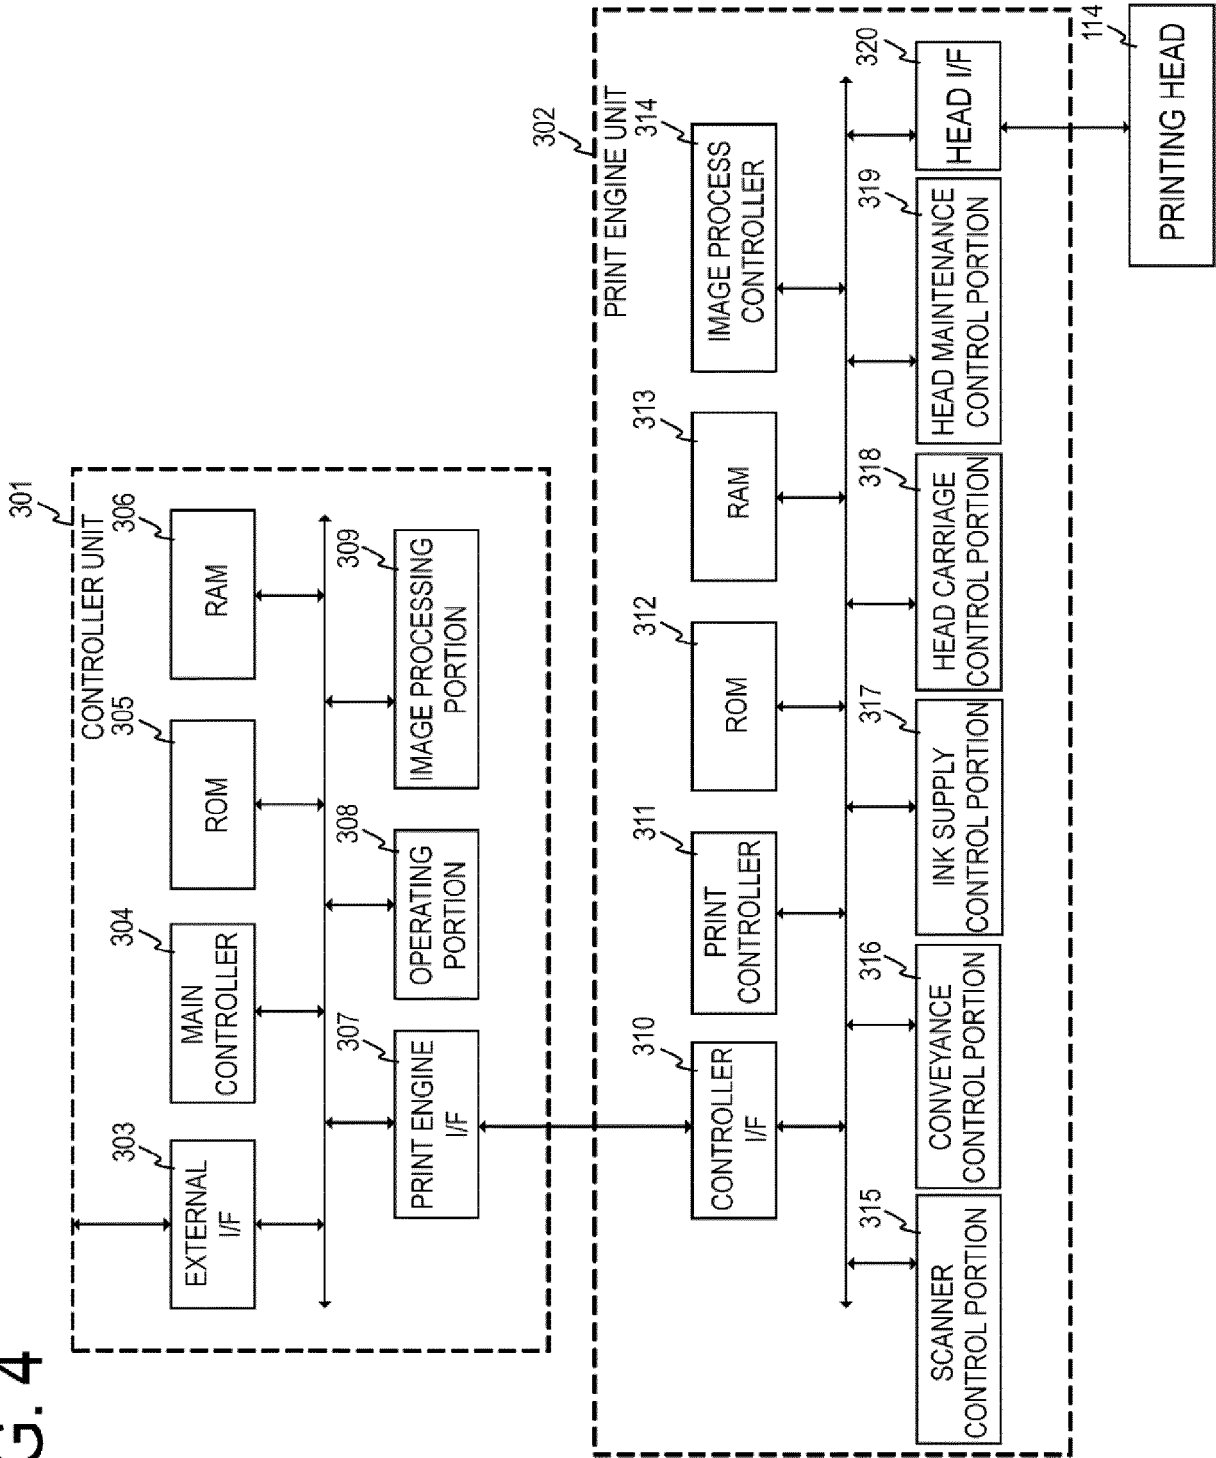 G. 4
301
CONTROLLER UNIT
303
EXTERNAL
I/F
304
MAIN
CONTROLLER
305
ROM
306
RAM
307
PRINT ENGINE
I/F
308
OPERATING
PORTION
309
IMAGE PROCESSING
PORTION
302
PRINT ENGINE UNIT
310
CONTROLLER
I/F
311
PRINT
CONTROLLER
312
ROM
313
RAM
314
IMAGE PROCESS
CONTROLLER
315
SCANNER
CONTROL PORTION
316
CONVEYANCE
CONTROL PORTION
317
INK SUPPLY
CONTROL PORTION
318
HEAD CARRIAGE
CONTROL PORTION
319
HEAD MAINTENANCE
CONTROL PORTION
320
HEAD I/F
114
PRINTING HEAD